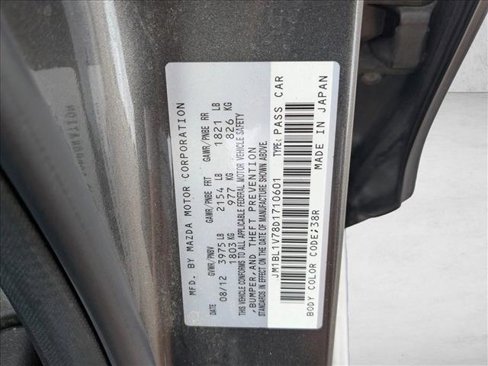 MFD. BY MAZDA MOTOR CORPORATION
DATE GVWR/PNBV GAWR/PNBE FRT GAWR/PNBE RR
08/12 3975 LB 2154 LB 1821 LB
1803 KG 977 KG 826 KG
THIS VEHICLE CONFORMS TO ALL APPLICABLE FEDERAL MOTOR VEHICLE SAFETY
,BUMPER,AND THEFT PREVENTION
STANDARDS IN EFFECT ON THE DATE OF MANUFACTURE SHOWN ABOVE.
JM1BL1V78D1710601 TYPE: PASS CAR
BODY COLOR CODE;38R MADE IN JAPAN